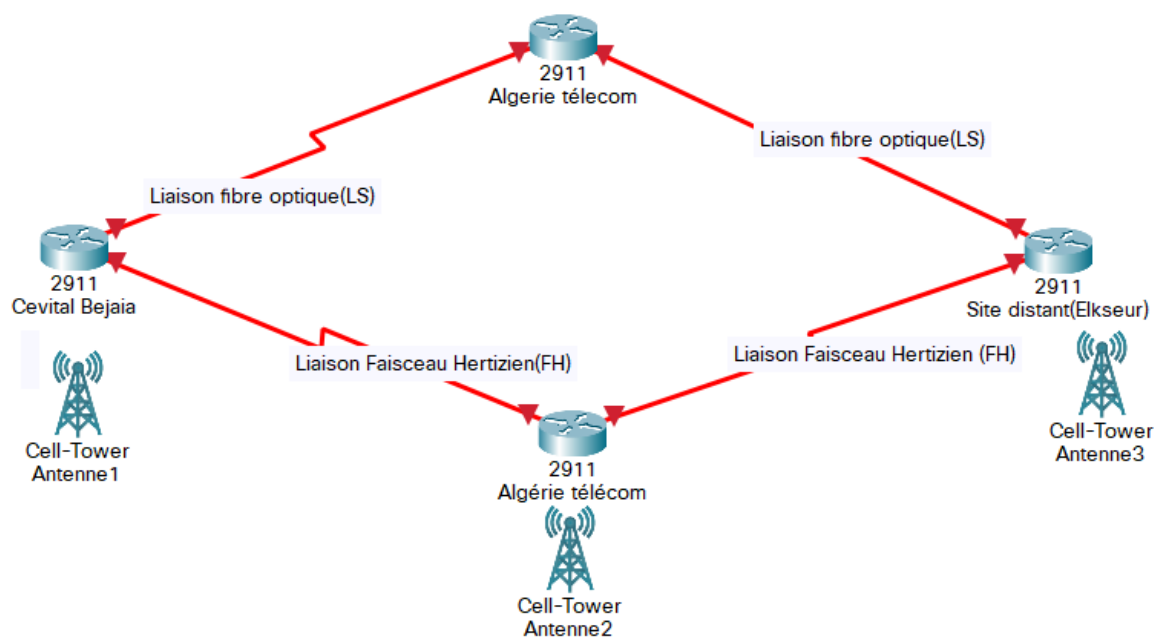 2911
Algerie télecom
Liaison fibre optique(LS)
Liaison fibre optique(LS)
2911
Cevital Bejaia
2911
Site distant(Elkseur)
Liaison Faisceau Hertizien(FH)
Liaison Faisceau Hertizien (FH)
Cell-Tower
Antenne1
Cell-Tower
Antenne3
2911
Algérie télécom
Cell-Tower
Antenne2